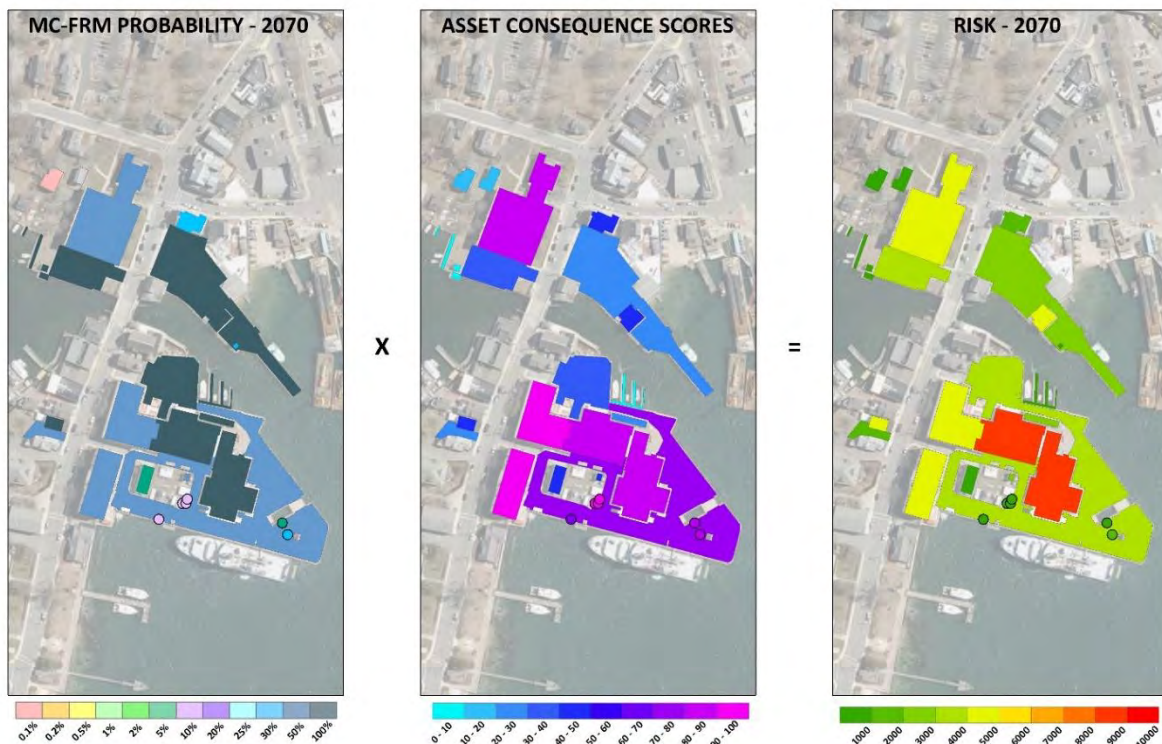 MC-FRM PROBABILITY - 2070
ASSET CONSEQUENCE SCORES
RISK - 2070
X
=
0.1%
0.2%
0.5%
1%
2%
5%
10%
20%
25%
30%
50%
100%
0 - 10
10 - 20
20 - 30
30 - 40
40 - 50
50 - 60
60 - 70
70 - 80
80 - 90
90 - 100
1000
2000
3000
4000
5000
6000
7000
8000
9000
10000